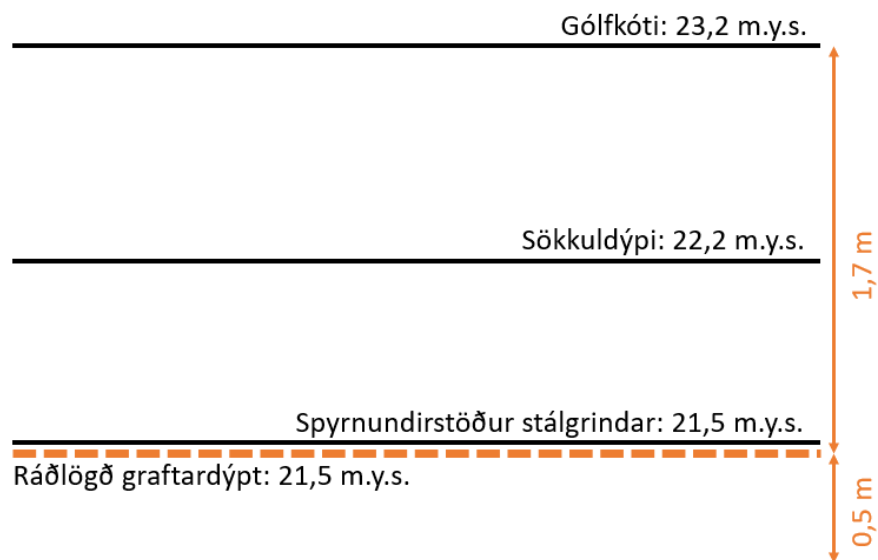 Gólfkóti: 23,2 m.y.s.
Sökkuldýpi: 22,2 m.y.s.
1,7 m
Spyrnundirstöður stálgrindar: 21,5 m.y.s.
Ráðlögð graftardýpt: 21,5 m.y.s.
0,5 m